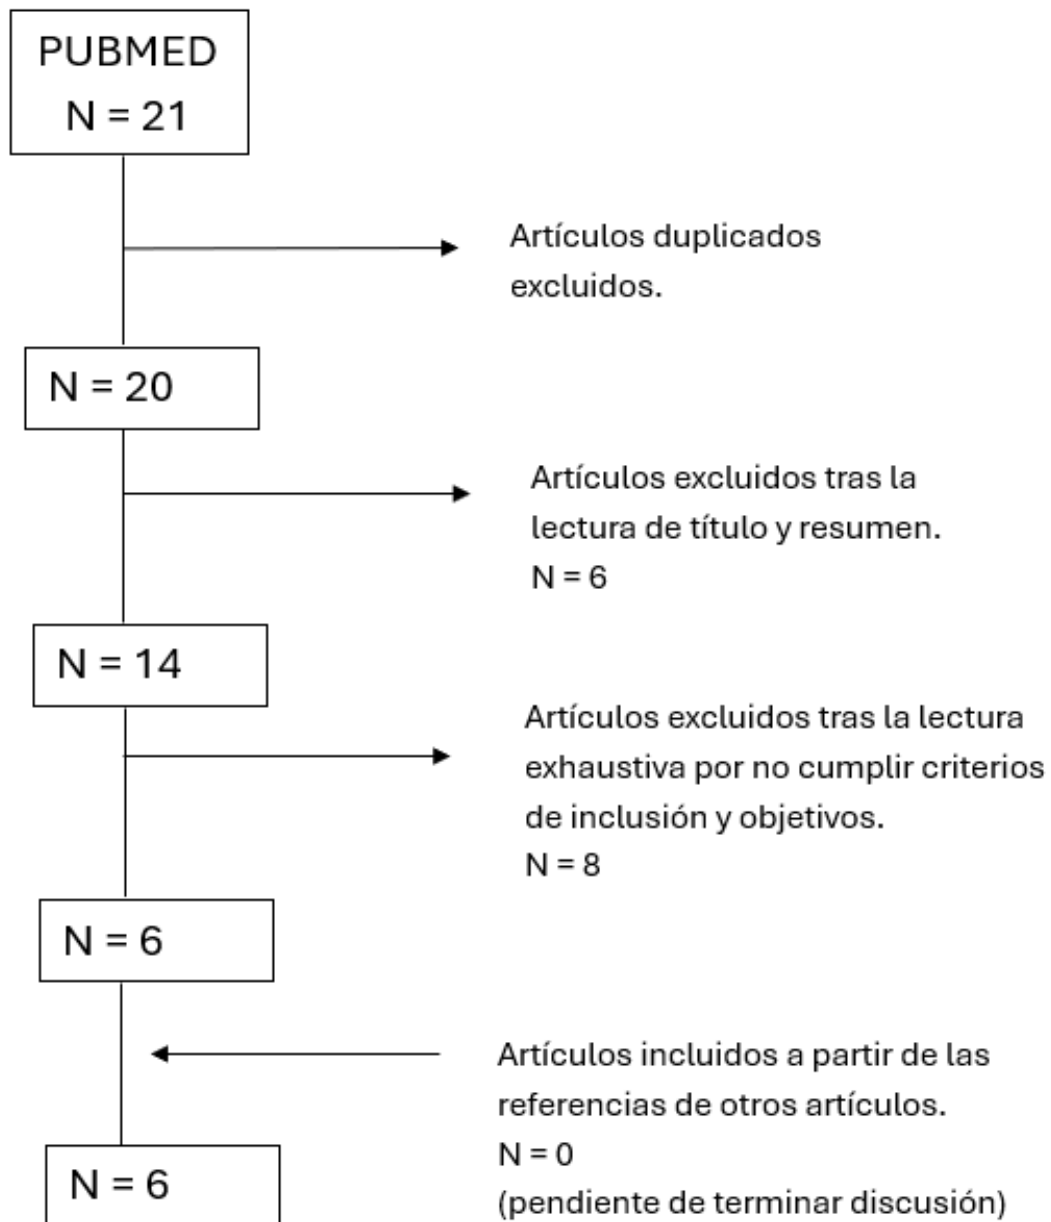 PUBMED
N = 21
Artículos duplicados
excluidos.
N = 20
Artículos excluidos tras la
lectura de título y resumen.
N = 6
N = 14
Artículos excluidos tras la lectura
exhaustiva por no cumplir criterios
de inclusión y objetivos.
N = 8
N = 6
Artículos incluidos a partir de las
referencias de otros artículos.
N = 0
(pendiente de terminar discusión)
N = 6